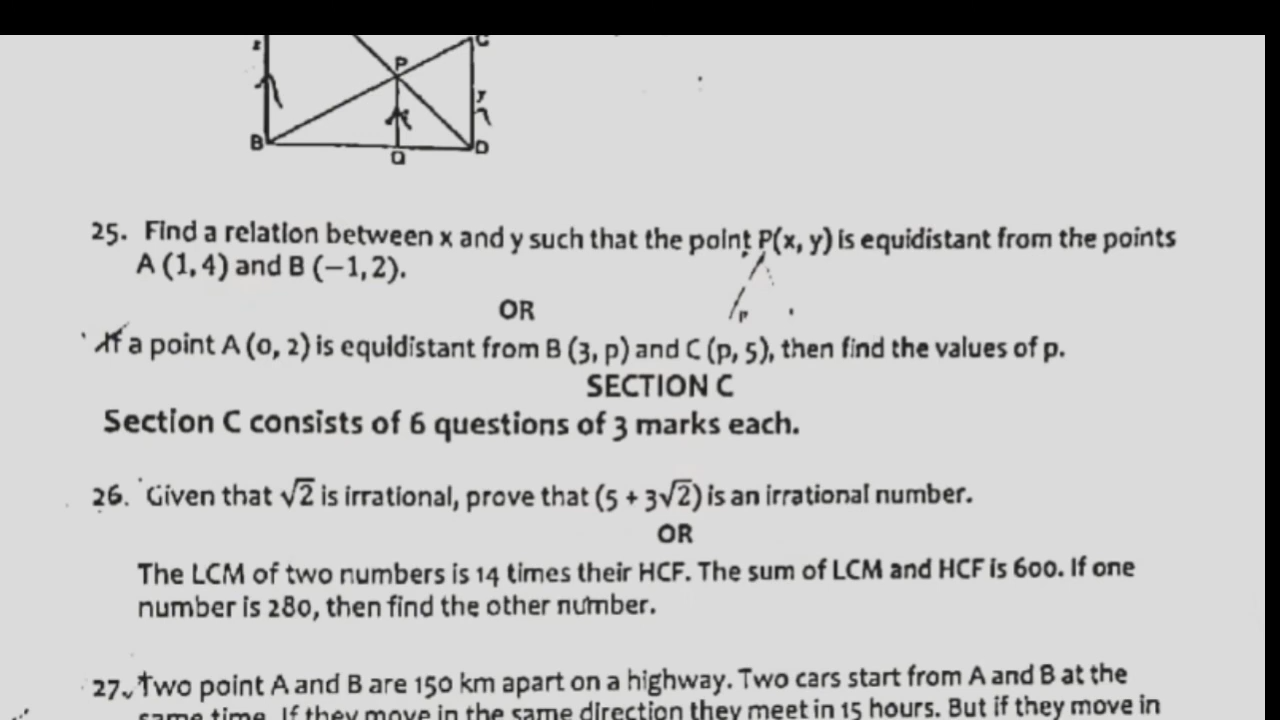 z
C
P
y
B
Q
D
25. Find a relation between x and y such that the point P(x, y) is equidistant from the points
A (1, 4) and B (−1, 2).
OR
P
If a point A (0, 2) is equidistant from B (3, p) and C (p, 5), then find the values of p.
SECTION C
Section C consists of 6 questions of 3 marks each.
26. Given that √2 is irrational, prove that (5 + 3√2) is an irrational number.
OR
The LCM of two numbers is 14 times their HCF. The sum of LCM and HCF is 600. If one
number is 280, then find the other number.
27. Two point A and B are 150 km apart on a highway. Two cars start from A and B at the
same time. If they move in the same direction they meet in 15 hours. But if they move in